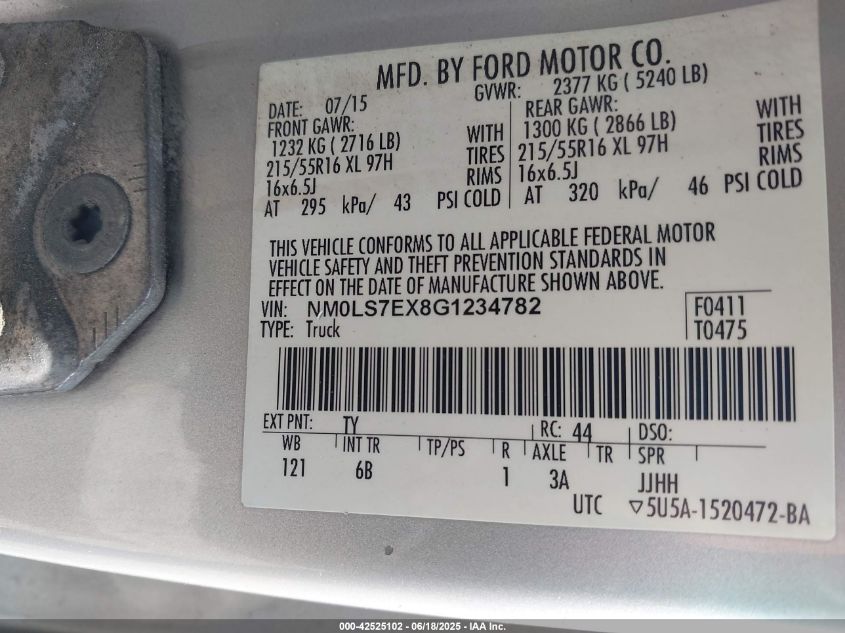 MFD. BY FORD MOTOR CO.
DATE: 07/15 GVWR: 2377 KG ( 5240 LB)
FRONT GAWR: REAR GAWR:
1232 KG ( 2716 LB) WITH 1300 KG ( 2866 LB) WITH
215/55R16 XL 97H TIRES 215/55R16 XL 97H TIRES
16x6.5J RIMS 16x6.5J RIMS
AT 295 kPa/ 43 PSI COLD AT 320 kPa/ 46 PSI COLD
THIS VEHICLE CONFORMS TO ALL APPLICABLE FEDERAL MOTOR
VEHICLE SAFETY AND THEFT PREVENTION STANDARDS IN
EFFECT ON THE DATE OF MANUFACTURE SHOWN ABOVE.
VIN: NM0LS7EX8G1234782 F0411
TYPE: Truck T0475
EXT PNT: TY RC: 44 DSO:
WB INT TR TP/PS R AXLE TR SPR
121 6B 1 3A JJHH
UTC ▽5U5A-1520472-BA
000-42525102 - 06/18/2025 - IAA Inc.